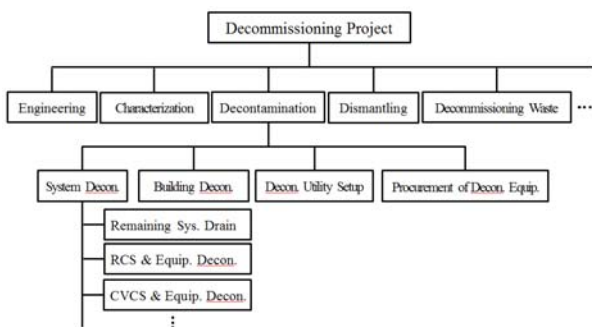 Decommissioning Project
Engineering
Characterization
Decontamination
Dismantling
Decommissioning Waste
...
System Decon.
Building Decon.
Decon. Utility Setup
Procurement of Decon. Equip.
Remaining Sys. Drain
RCS & Equip. Decon.
CVCS & Equip. Decon.